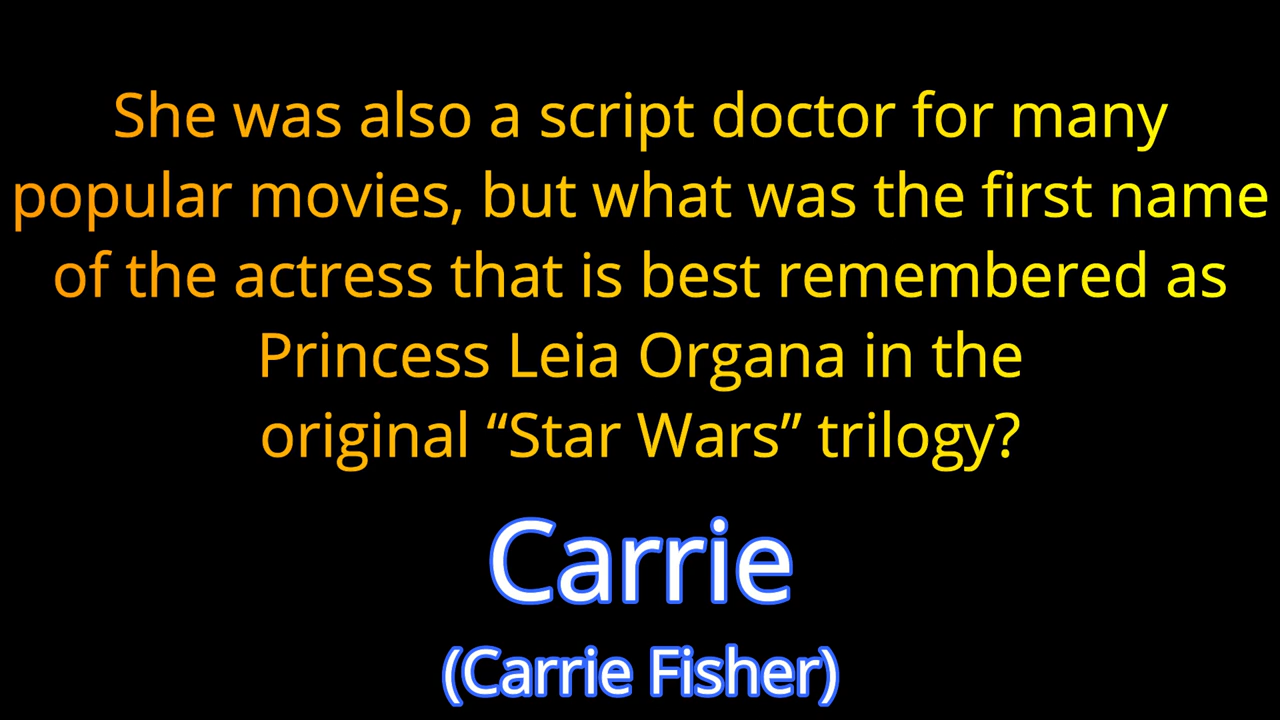 She was also a script doctor for many
popular movies, but what was the first name
of the actress that is best remembered as
Princess Leia Organa in the
original “Star Wars” trilogy?
Carrie
(Carrie Fisher)